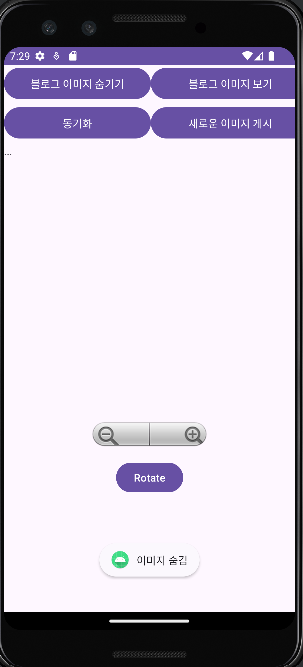 7:29
블로그 이미지 숨기기 블로그 이미지 보기
동기화 새로운 이미지 게시
...
Rotate
이미지 숨김